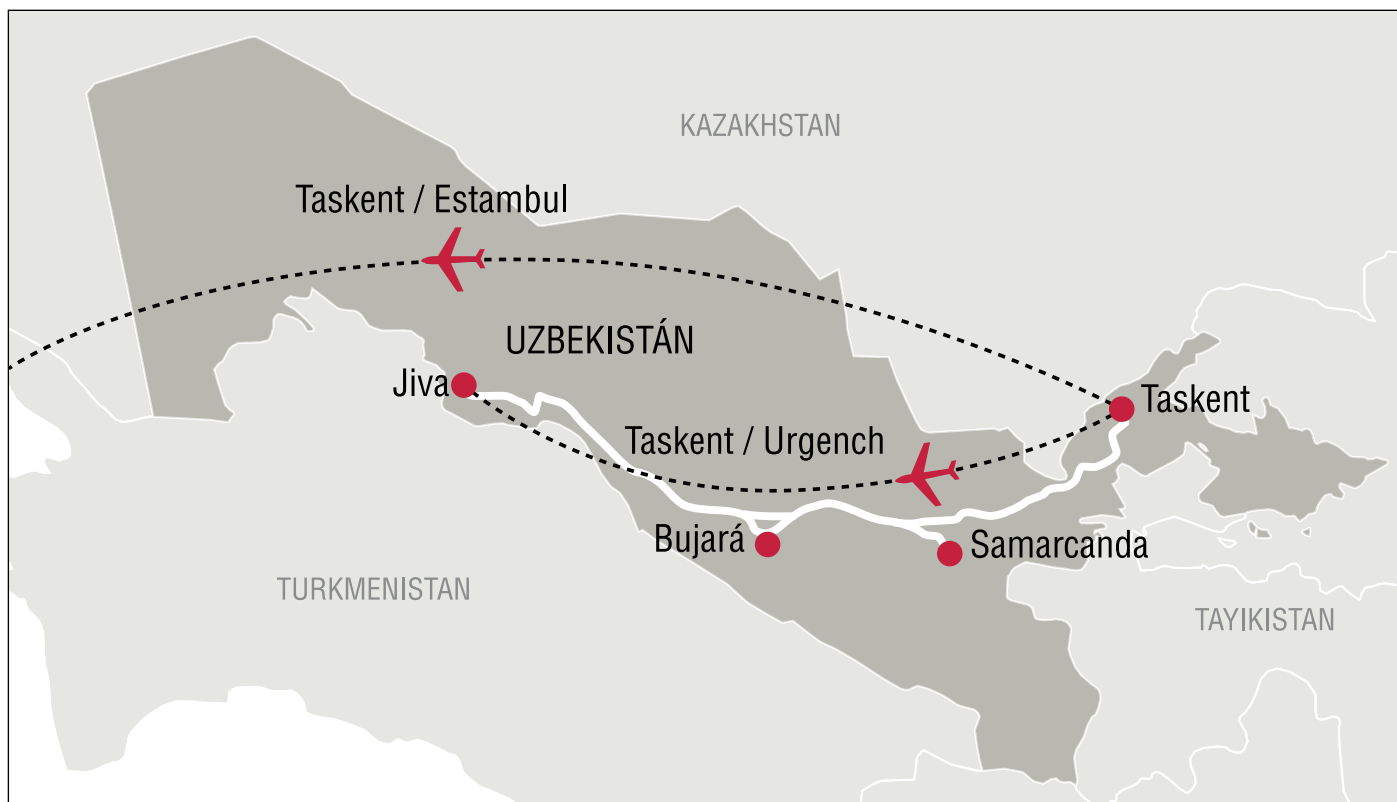 KAZAKHSTAN
Taskent / Estambul
UZBEKISTÁN
Jiva
Taskent
Taskent / Urgench
Bujará
Samarcanda
TURKMENISTAN
TAYIKISTAN